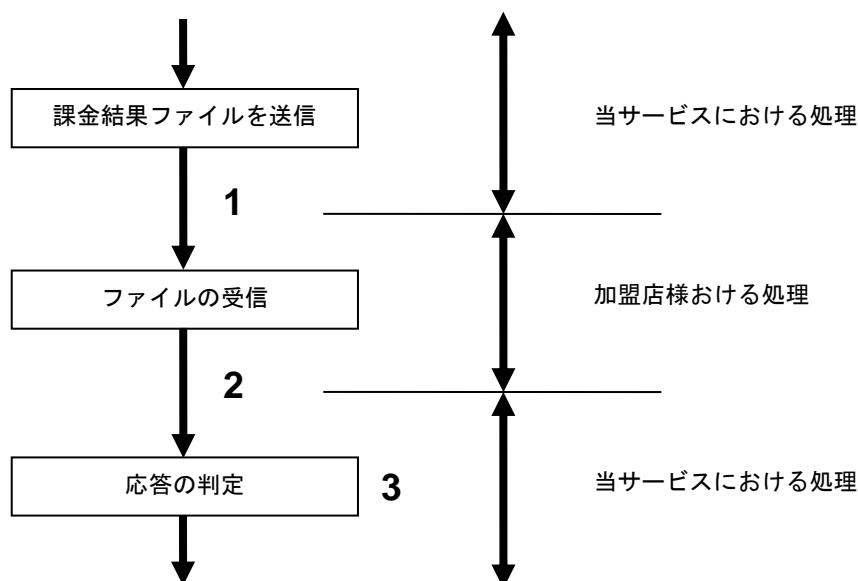 課金結果ファイルを送信
当サービスにおける処理
1
ファイルの受信
加盟店様おける処理
2
応答の判定
3
当サービスにおける処理